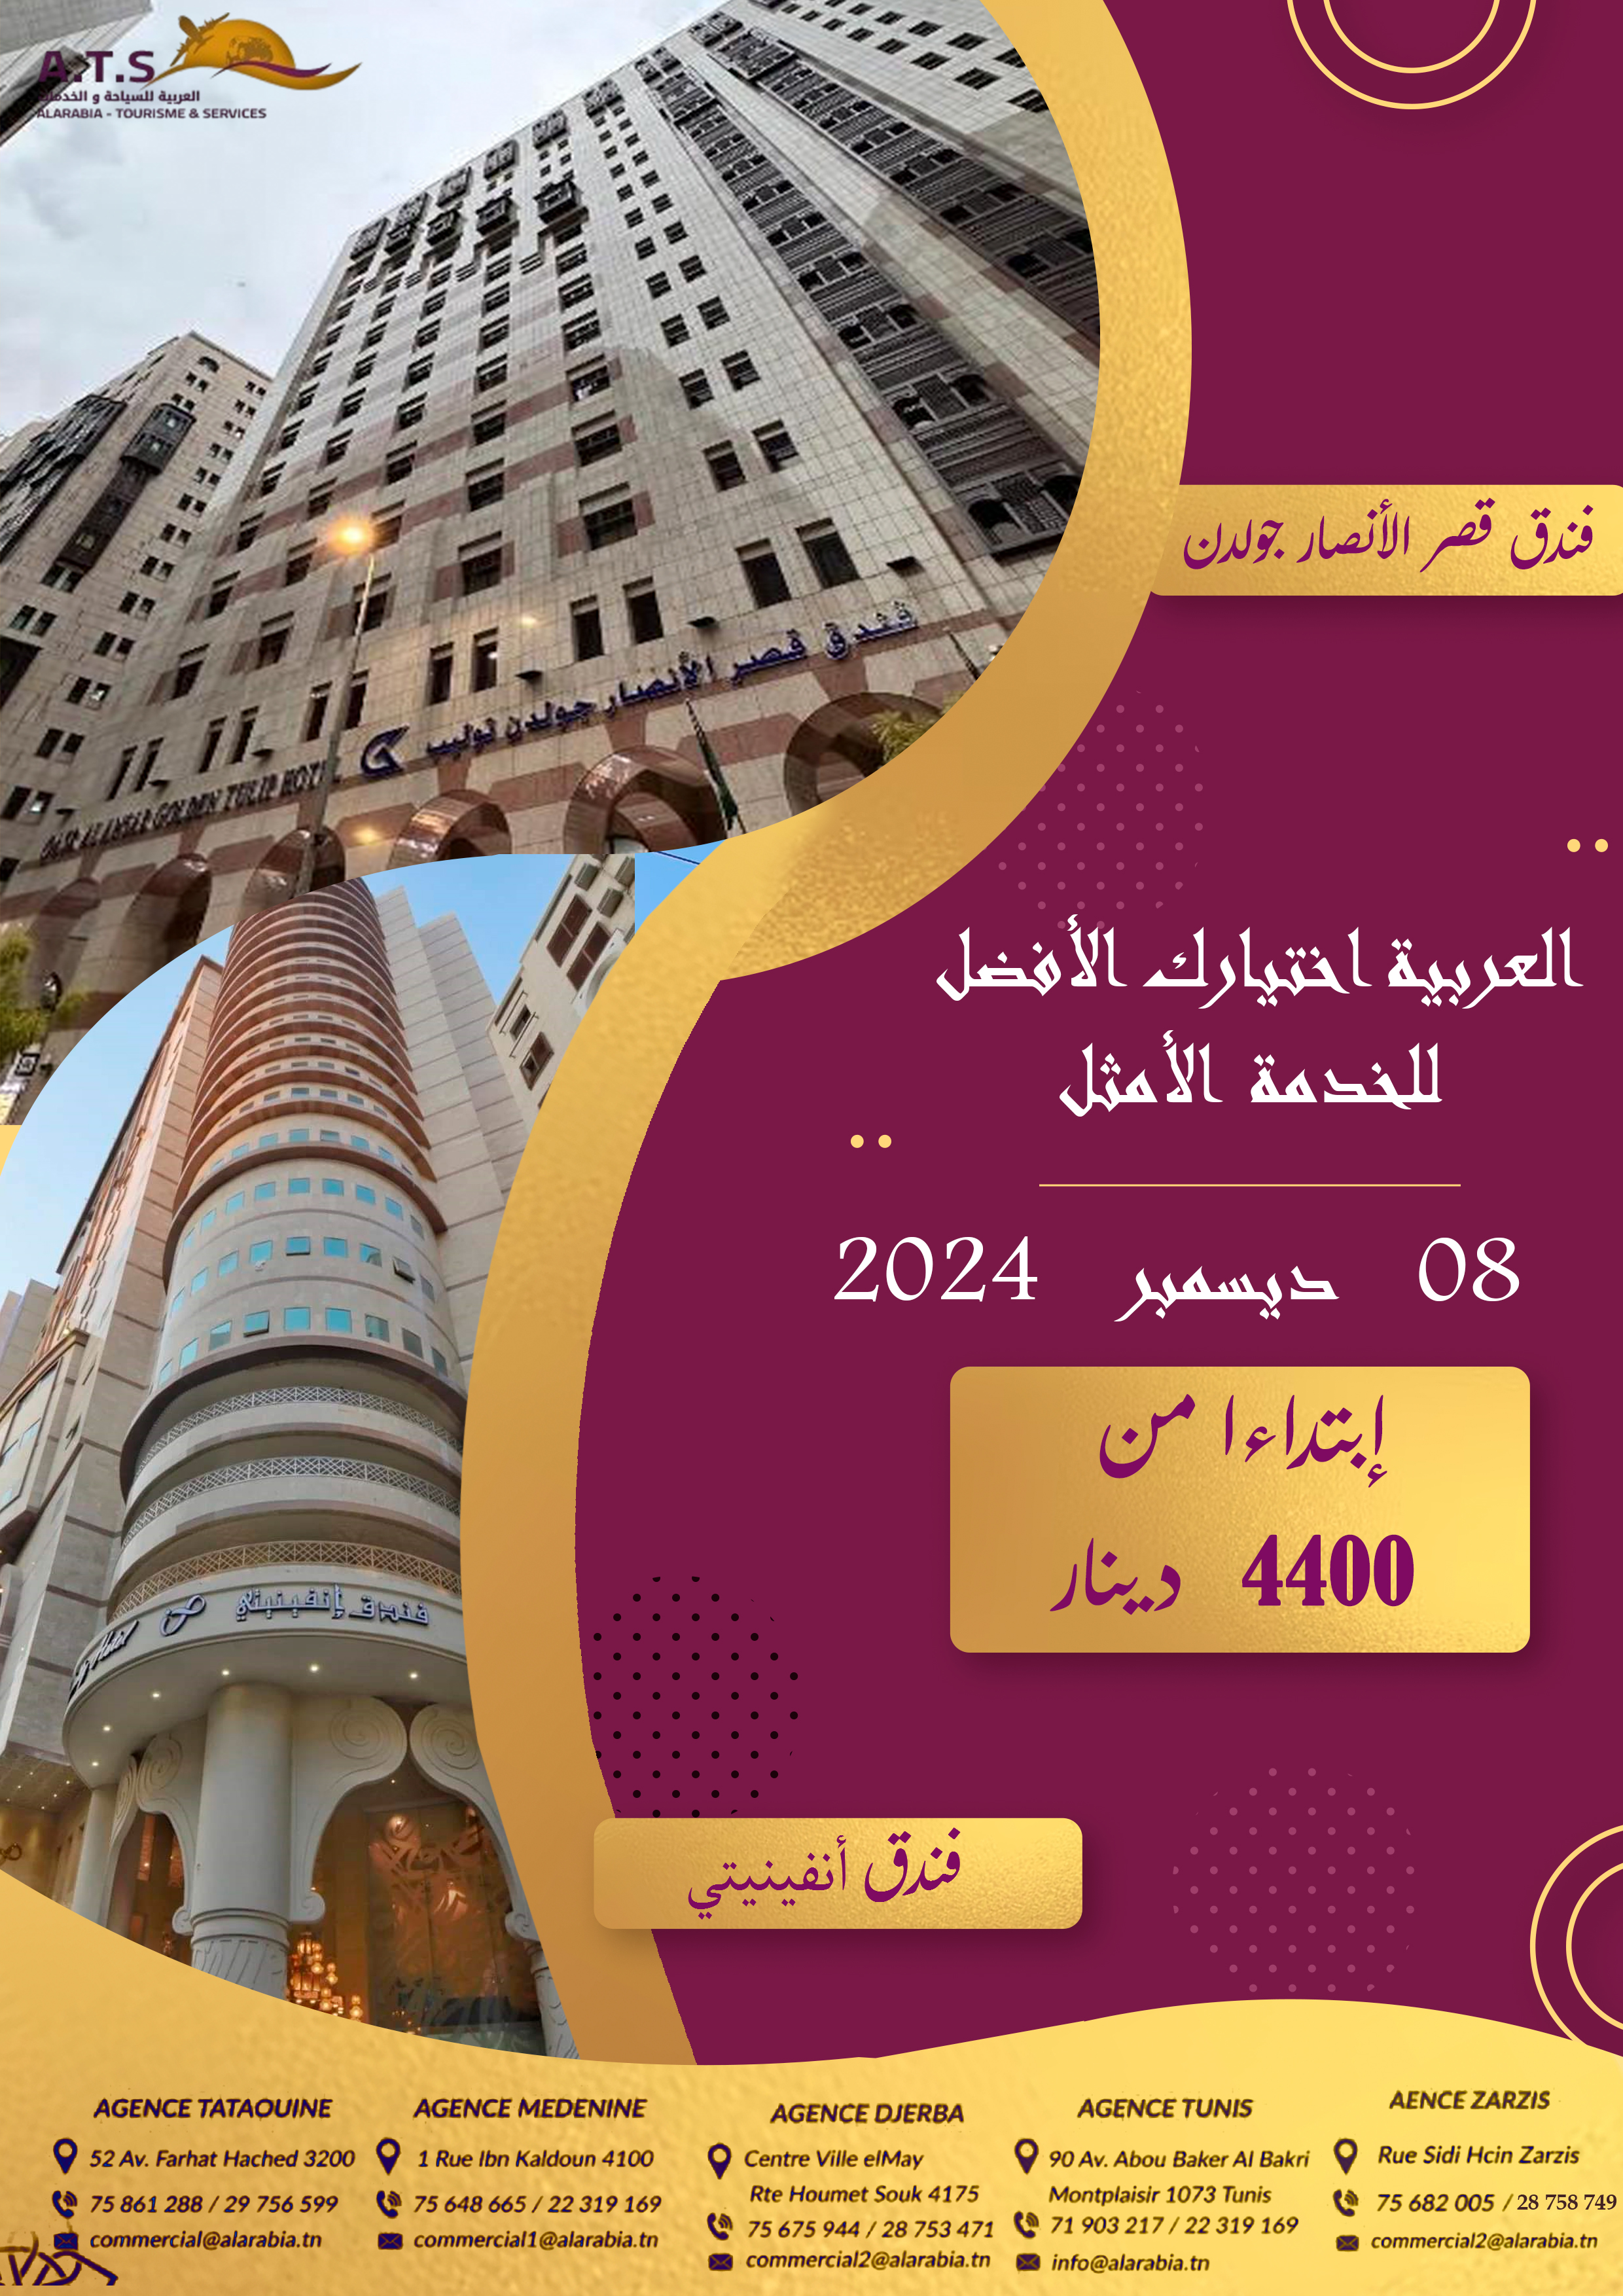 A.T.S
العربية للسياحة و الخدمات
ALARABIA - TOURISME & SERVICES
فندق قصر الأنصار جولدن
فندق قصر الأنصار جولدن توليب
QASR AL ANSAR GOLDEN TULIP HOTEL
العربية اختيارك الأفضل
للخدمة الأمثل
08 ديسمبر 2024
إبتداءا من
4400 دينار
فندق إنفينيتي
Hotel
فندق أنفينيتي
AGENCE TATAOUINE
52 Av. Farhat Hached 3200
75 861 288 / 29 756 599
commercial@alarabia.tn
AGENCE MEDENINE
1 Rue Ibn Kaldoun 4100
75 648 665 / 22 319 169
commercial1@alarabia.tn
AGENCE DJERBA
Centre Ville elMay
Rte Houmet Souk 4175
75 675 944 / 28 753 471
commercial2@alarabia.tn
AGENCE TUNIS
90 Av. Abou Baker Al Bakri
Montplaisir 1073 Tunis
71 903 217 / 22 319 169
info@alarabia.tn
AENCE ZARZIS
Rue Sidi Hcin Zarzis
75 682 005 / 28 758 749
commercial2@alarabia.tn